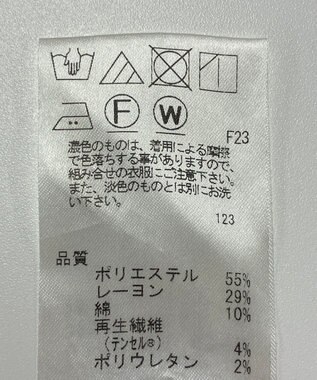 F W
F23
濃色のものは、着用による摩擦
で色落ちする事がありますので、
組み合せの衣服にご注意下さい。
また、淡色のものとは別にお洗
い下さい。
123
品質
ポリエステル 55%
レーヨン 29%
綿 10%
再生繊維
(テンセル®) 4%
ポリウレタン 2%